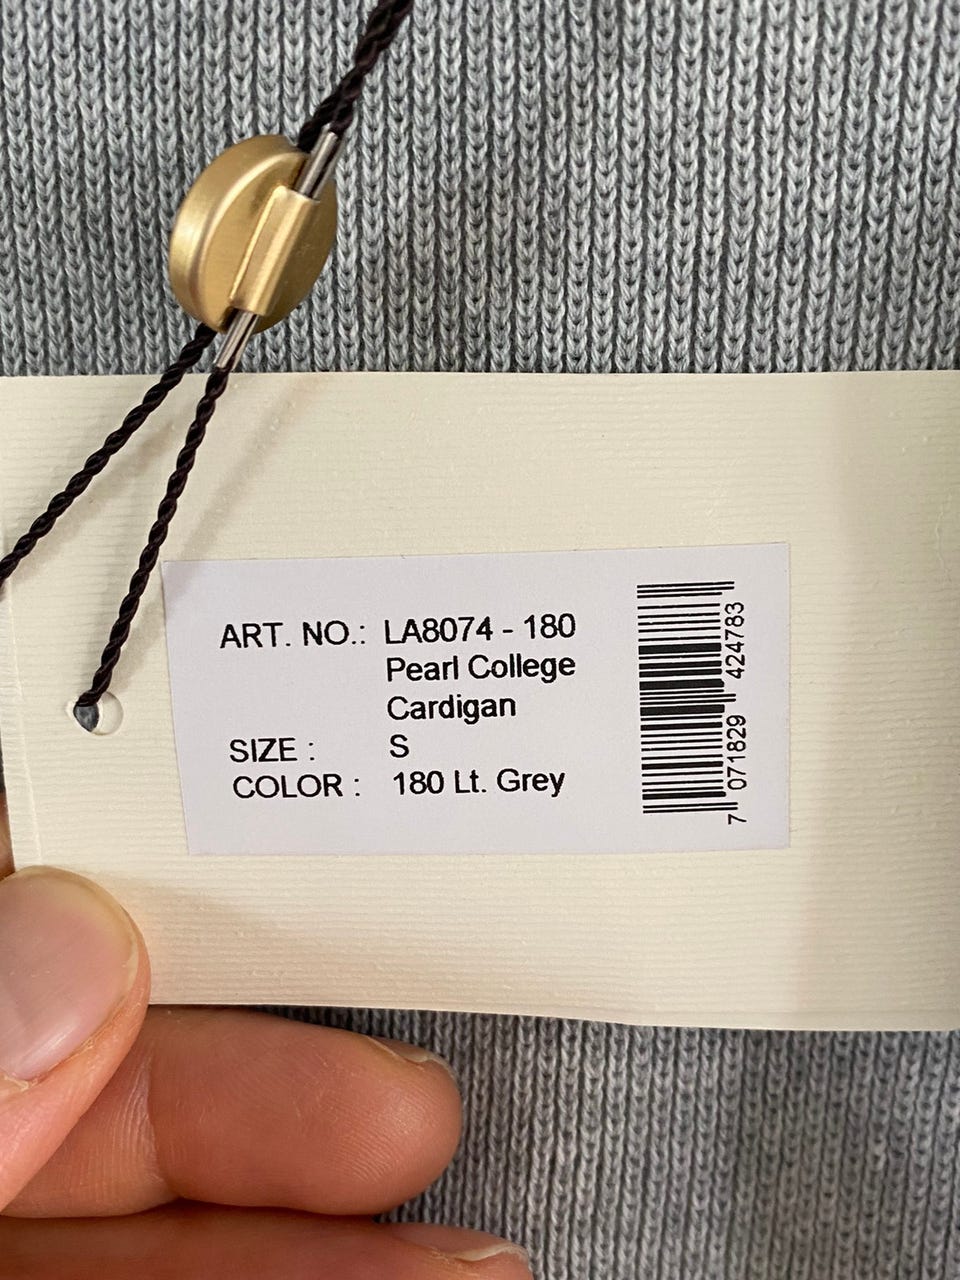 ART. NO.: LA8074 - 180
Pearl College
Cardigan
SIZE : S
COLOR : 180 Lt. Grey
7 071829 424783